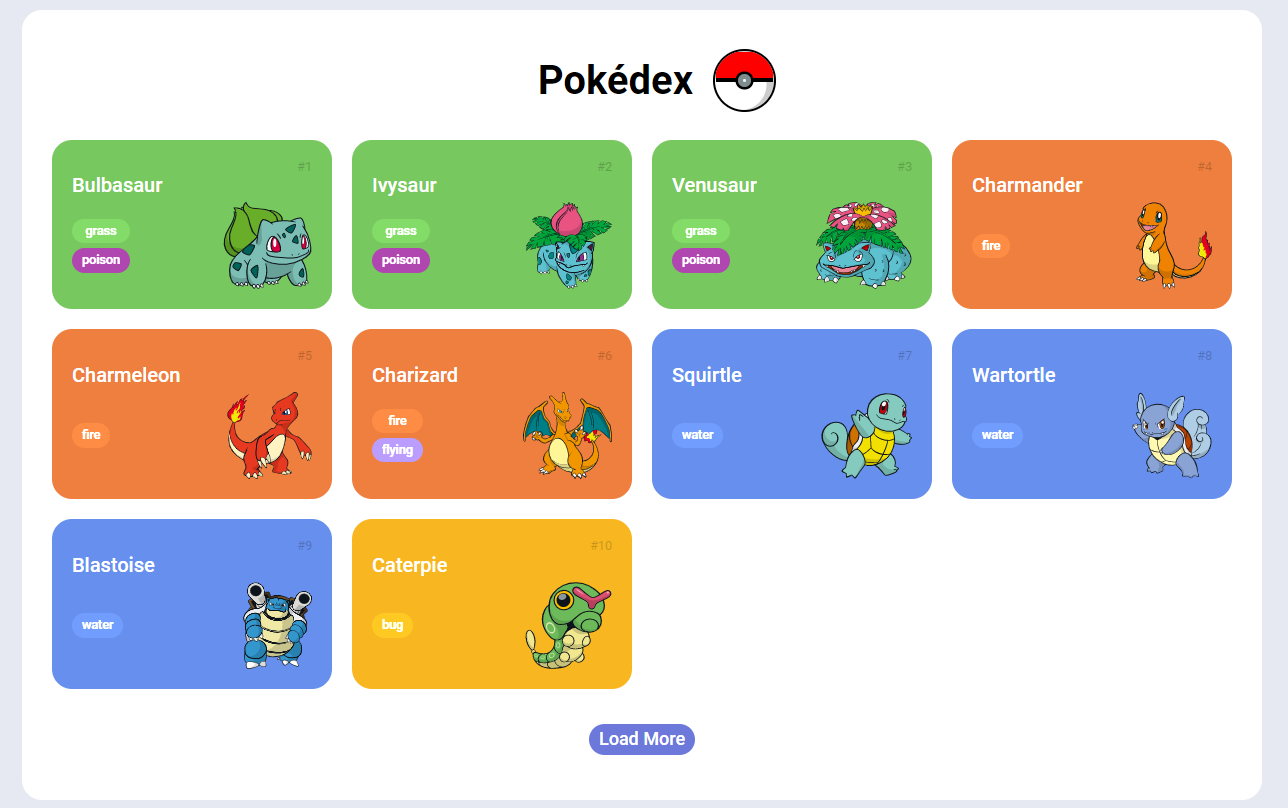 Pokédex
#1
Bulbasaur
grass
poison
#2
Ivysaur
grass
poison
#3
Venusaur
grass
poison
#4
Charmander
fire
#5
Charmeleon
fire
#6
Charizard
fire
flying
#7
Squirtle
water
#8
Wartortle
water
#9
Blastoise
water
#10
Caterpie
bug
Load More